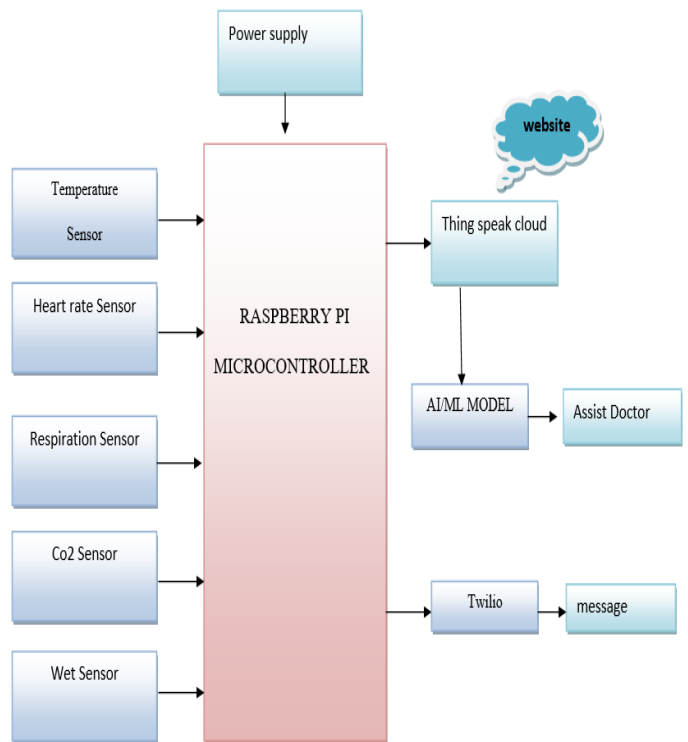 Power supply
website
Temperature
Sensor
Thing speak cloud
Heart rate Sensor
RASPBERRY PI
MICROCONTROLLER
AI/ML MODEL
Assist Doctor
Respiration Sensor
Co2 Sensor
Twilio
message
Wet Sensor